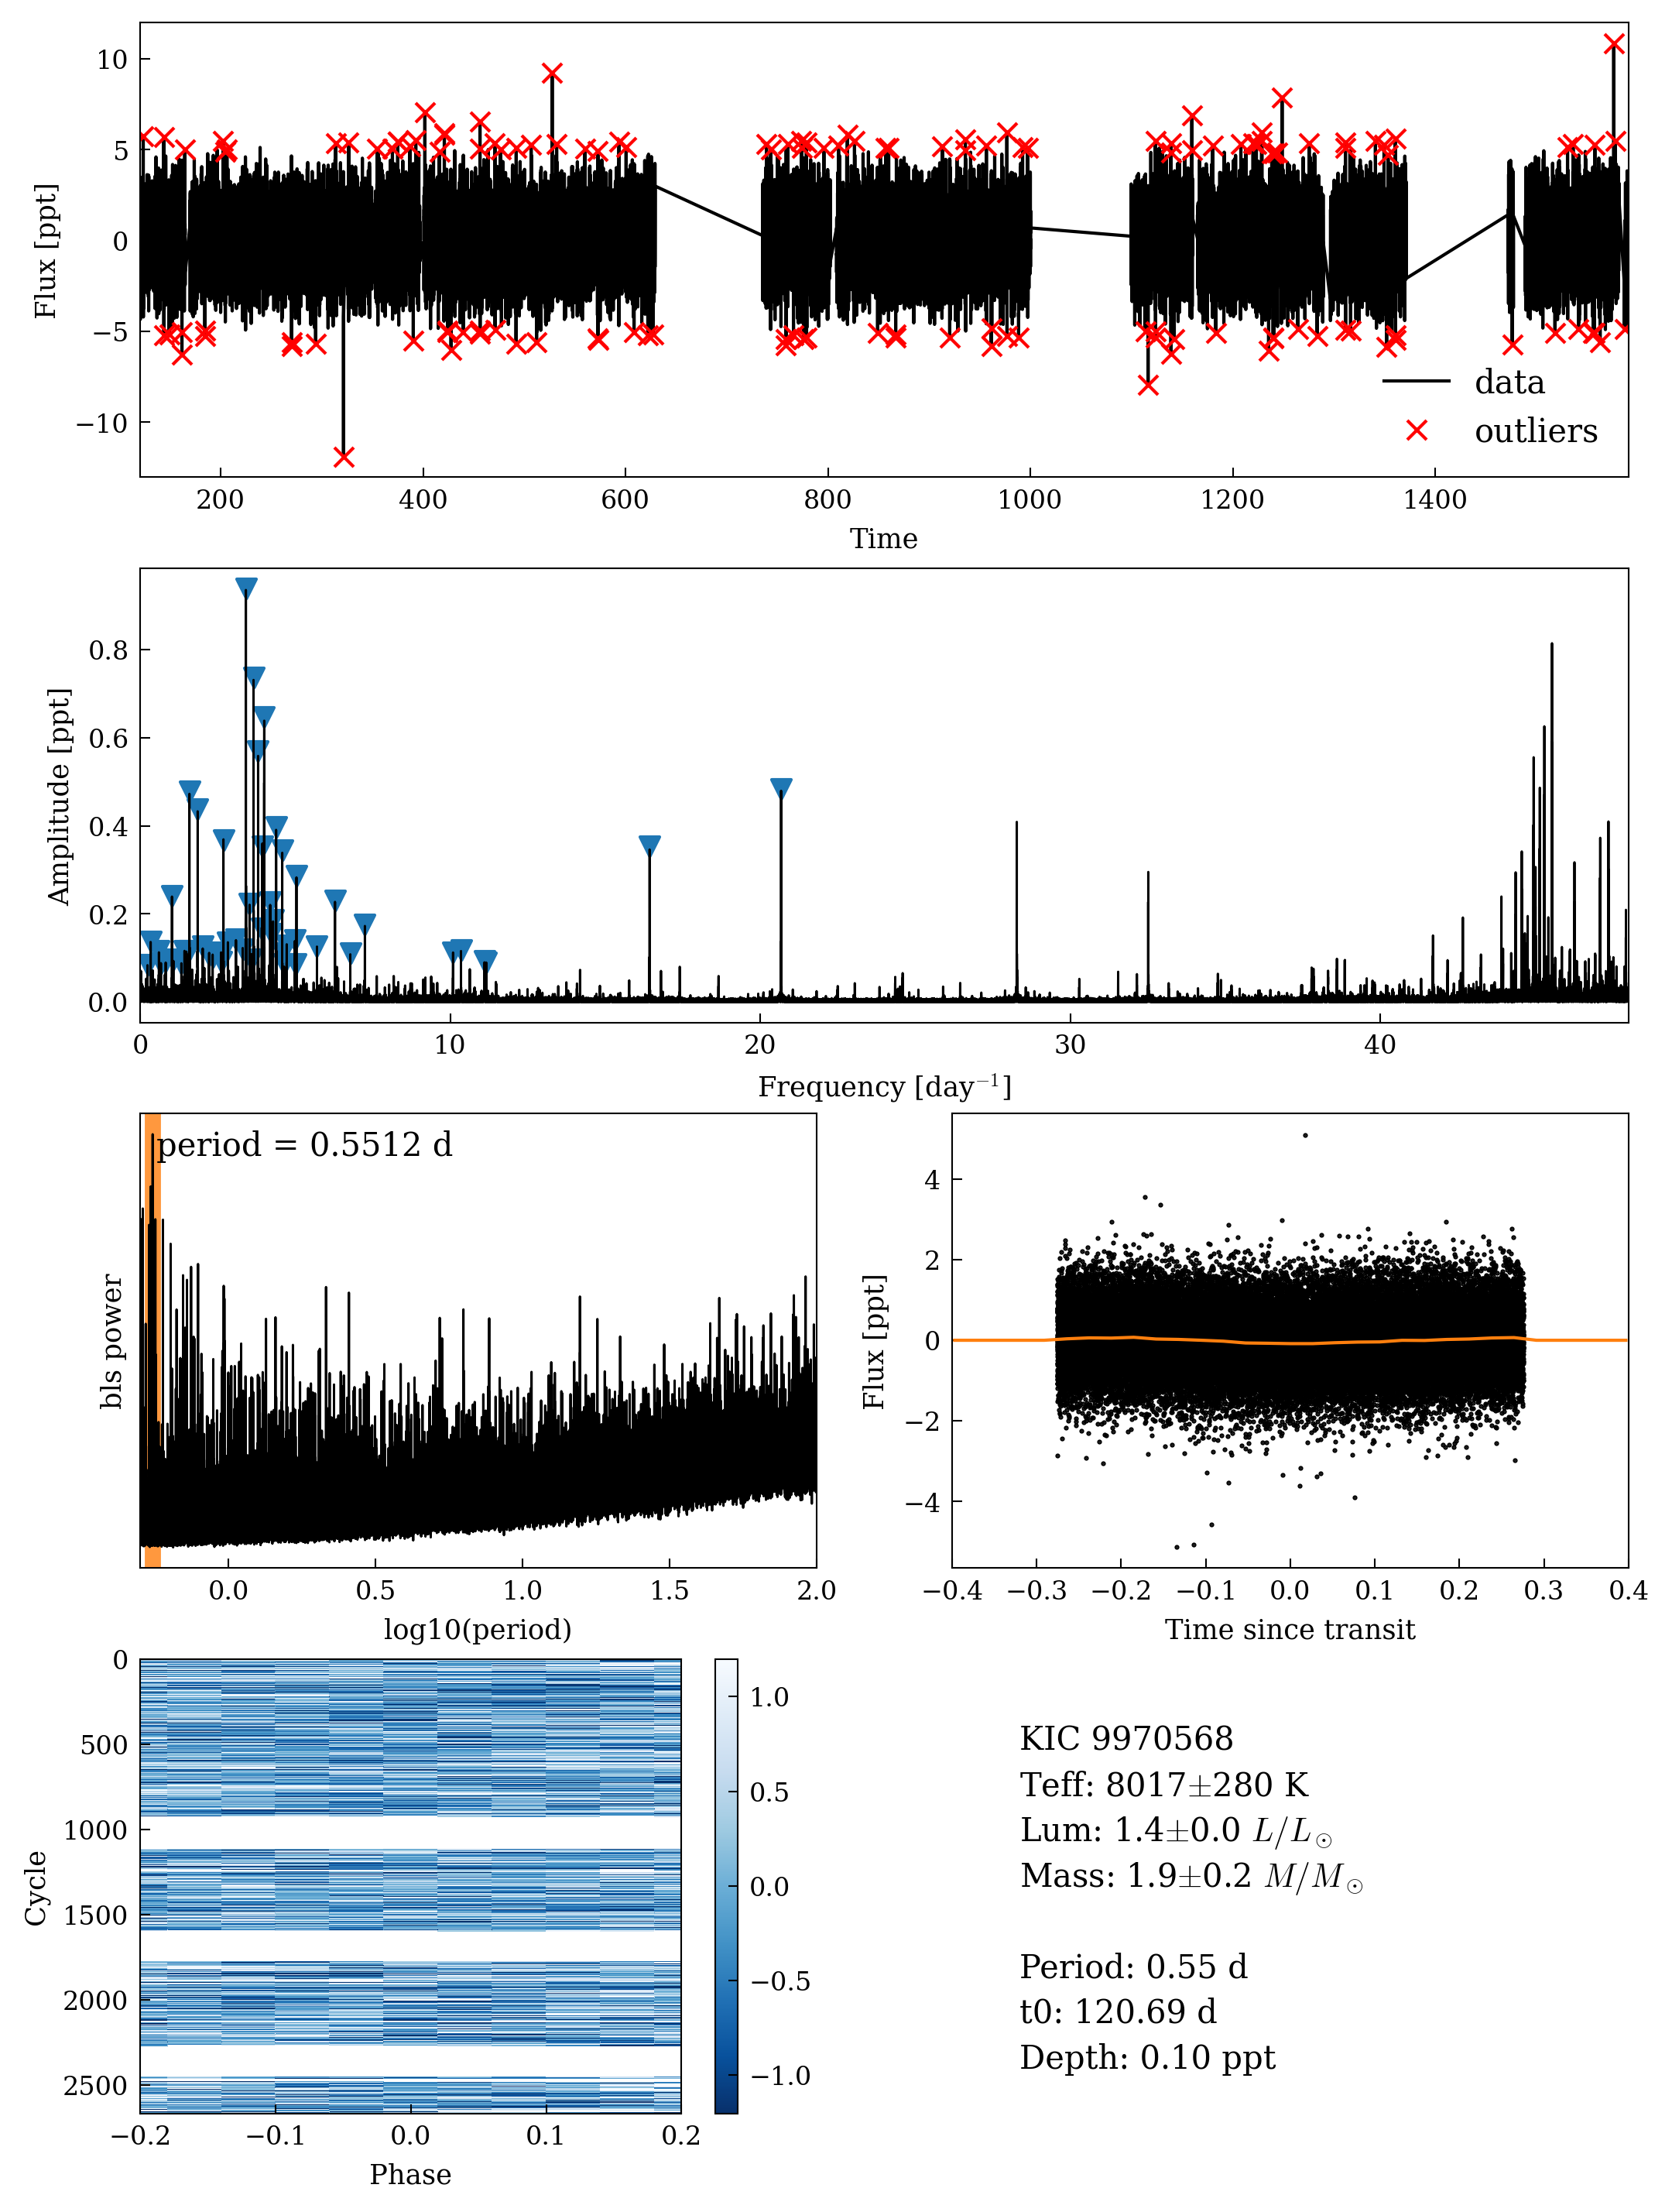 10
5
0
−5
−10
Flux [ppt]
data
outliers
200 400 600 800 1000 1200 1400
Time
0.8
0.6
0.4
0.2
0.0
Amplitude [ppt]
0 10 20 30 40
Frequency [day⁻¹]
period = 0.5512 d
bls power
0.0 0.5 1.0 1.5 2.0
log10(period)
4
2
0
−2
−4
Flux [ppt]
−0.4 −0.3 −0.2 −0.1 0.0 0.1 0.2 0.3 0.4
Time since transit
0
500
1000
1500
2000
2500
Cycle
−0.2 −0.1 0.0 0.1 0.2
Phase
1.0
0.5
0.0
−0.5
−1.0
KIC 9970568
Teff: 8017±280 K
Lum: 1.4±0.0 L/L⊙
Mass: 1.9±0.2 M/M⊙
Period: 0.55 d
t0: 120.69 d
Depth: 0.10 ppt